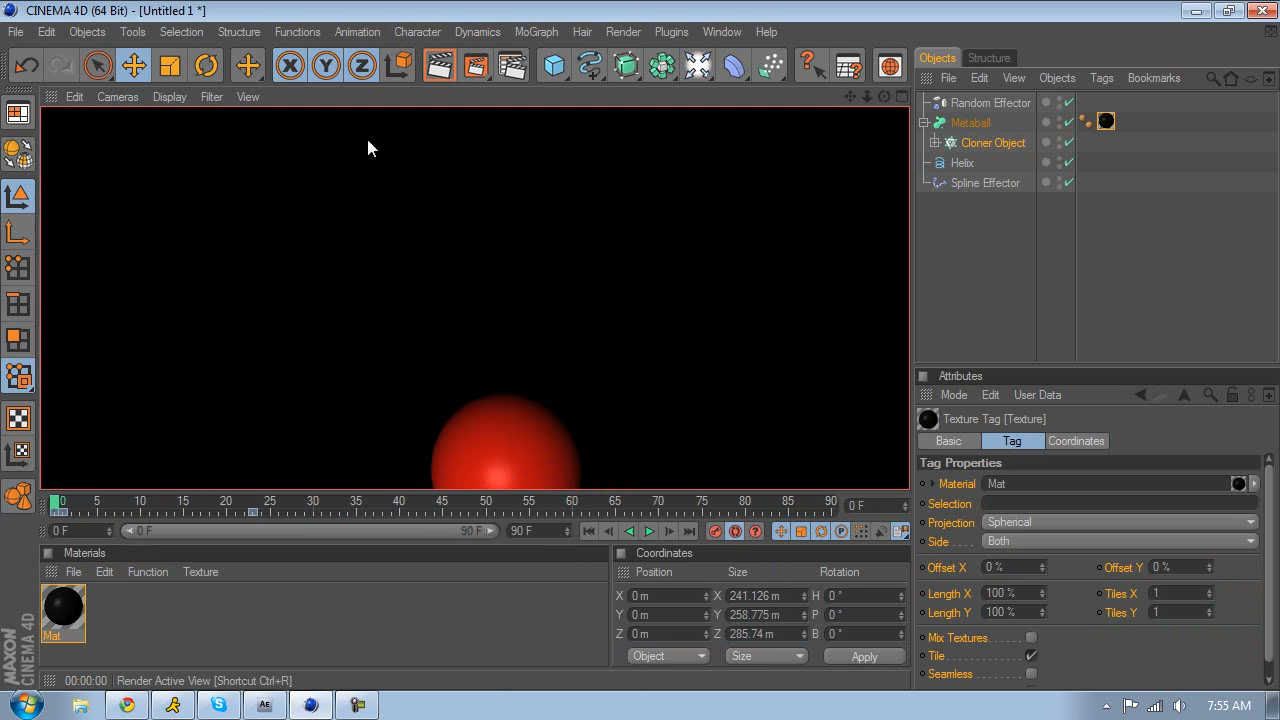 CINEMA 4D (64 Bit) - [Untitled 1 *]
File Edit Objects Tools Selection Structure Functions Animation Character Dynamics MoGraph Hair Render Plugins Window Help
Objects Structure
File Edit View Objects Tags Bookmarks
Edit Cameras Display Filter View
Random Effector
Metaball
Cloner Object
Helix
Spline Effector
Attributes
Mode Edit User Data
Texture Tag [Texture]
Basic Tag Coordinates
Tag Properties
Material Mat
Selection
Projection Spherical
Side Both
Offset X 0 % Offset Y 0 %
Length X 100 % Tiles X 1
Length Y 100 % Tiles Y 1
Mix Textures
Tile
Seamless
0 5 10 15 20 25 30 35 40 45 50 55 60 65 70 75 80 85 90 0 F
0 F 0 F 90 F 90 F
Materials
File Edit Function Texture
Mat
Coordinates
Position Size Rotation
X 0 m X 241.126 m H 0 °
Y 0 m Y 258.775 m P 0 °
Z 0 m Z 285.74 m B 0 °
Object Size Apply
MAXON
CINEMA 4D
00:00:00 Render Active View [Shortcut Ctrl+R]
AE
7:55 AM